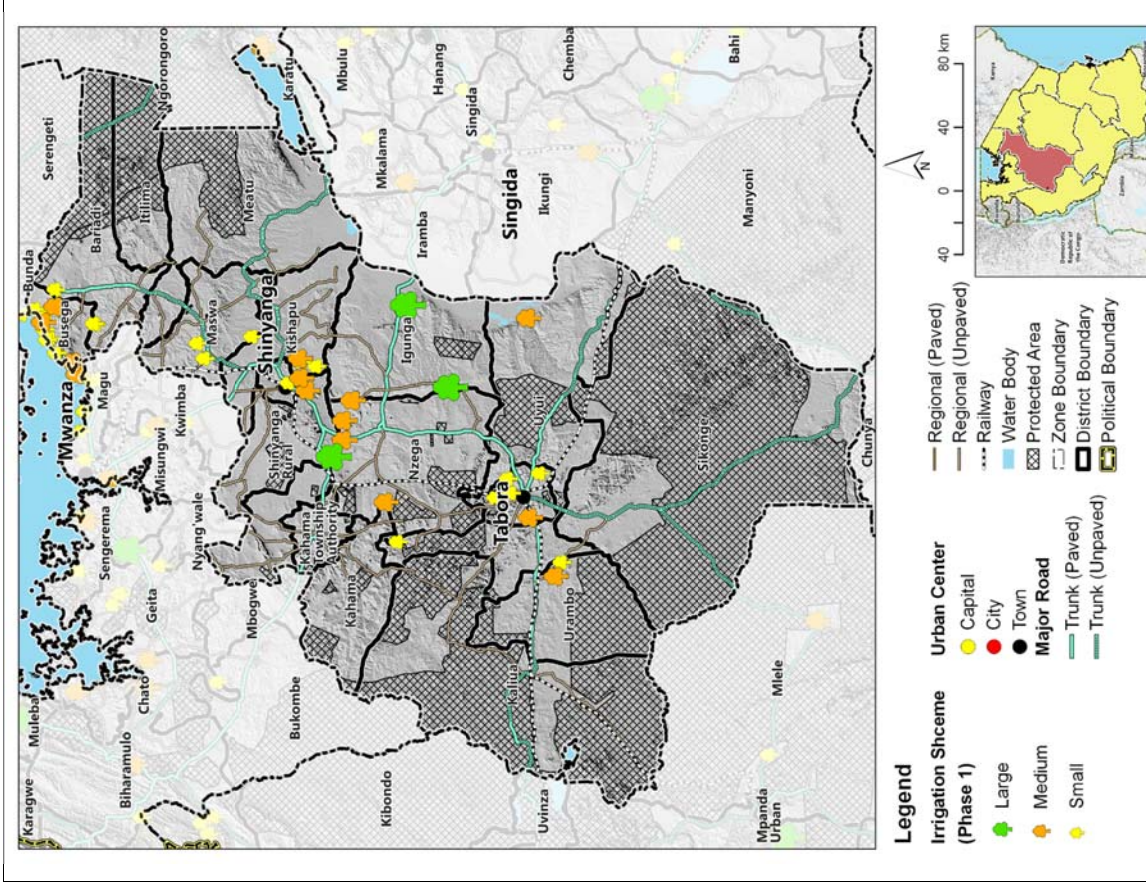 Karagwe
Muleba
Biharamulo
Chato
Sengerema
Geita
Nyang'wale
Misungwi
Kwimba
Mwanza
Magu
Busega
Bunda
Serengeti
Bariadi
Itilima
Ngorongoro
Meatu
Maswa
Karatu
Mbulu
Hanang
Chemba
Bahi
Singida
Mkalama
Iramba
Singida
Ikungi
Manyoni
Shinyanga
Kishapu
Shinyanga
Rural
Igunga
Nzega
Kahama
Township
Authority
Kahama
Mbogwe
Bukombe
Kibondo
Uvinza
Kaliua
Urambo
Tabora
Uyui
Sikonge
Chunya
Mlele
Mpanda
Urban
Legend
Irrigation Shceme
(Phase 1)
Large
Medium
Small
Urban Center
Capital
City
Town
Major Road
Trunk (Paved)
Trunk (Unpaved)
Regional (Paved)
Regional (Unpaved)
Railway
Water Body
Protected Area
Zone Boundary
District Boundary
Political Boundary
N
40 0 40 80 km
Kenya
Democratic
Republic of
the Congo
Zambia